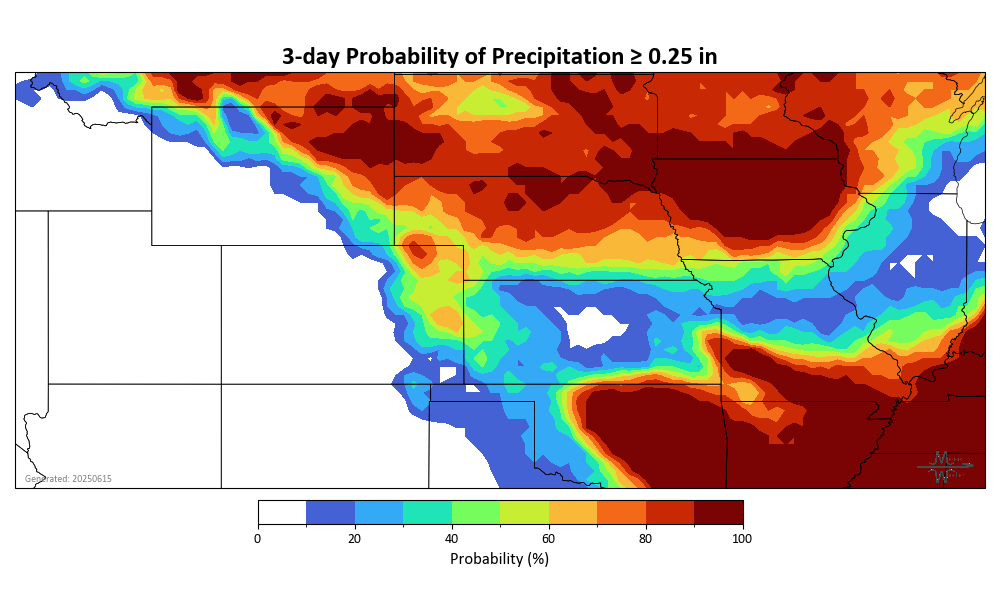 3-day Probability of Precipitation ≥ 0.25 in
Generated: 20250615
0 20 40 60 80 100
Probability (%)